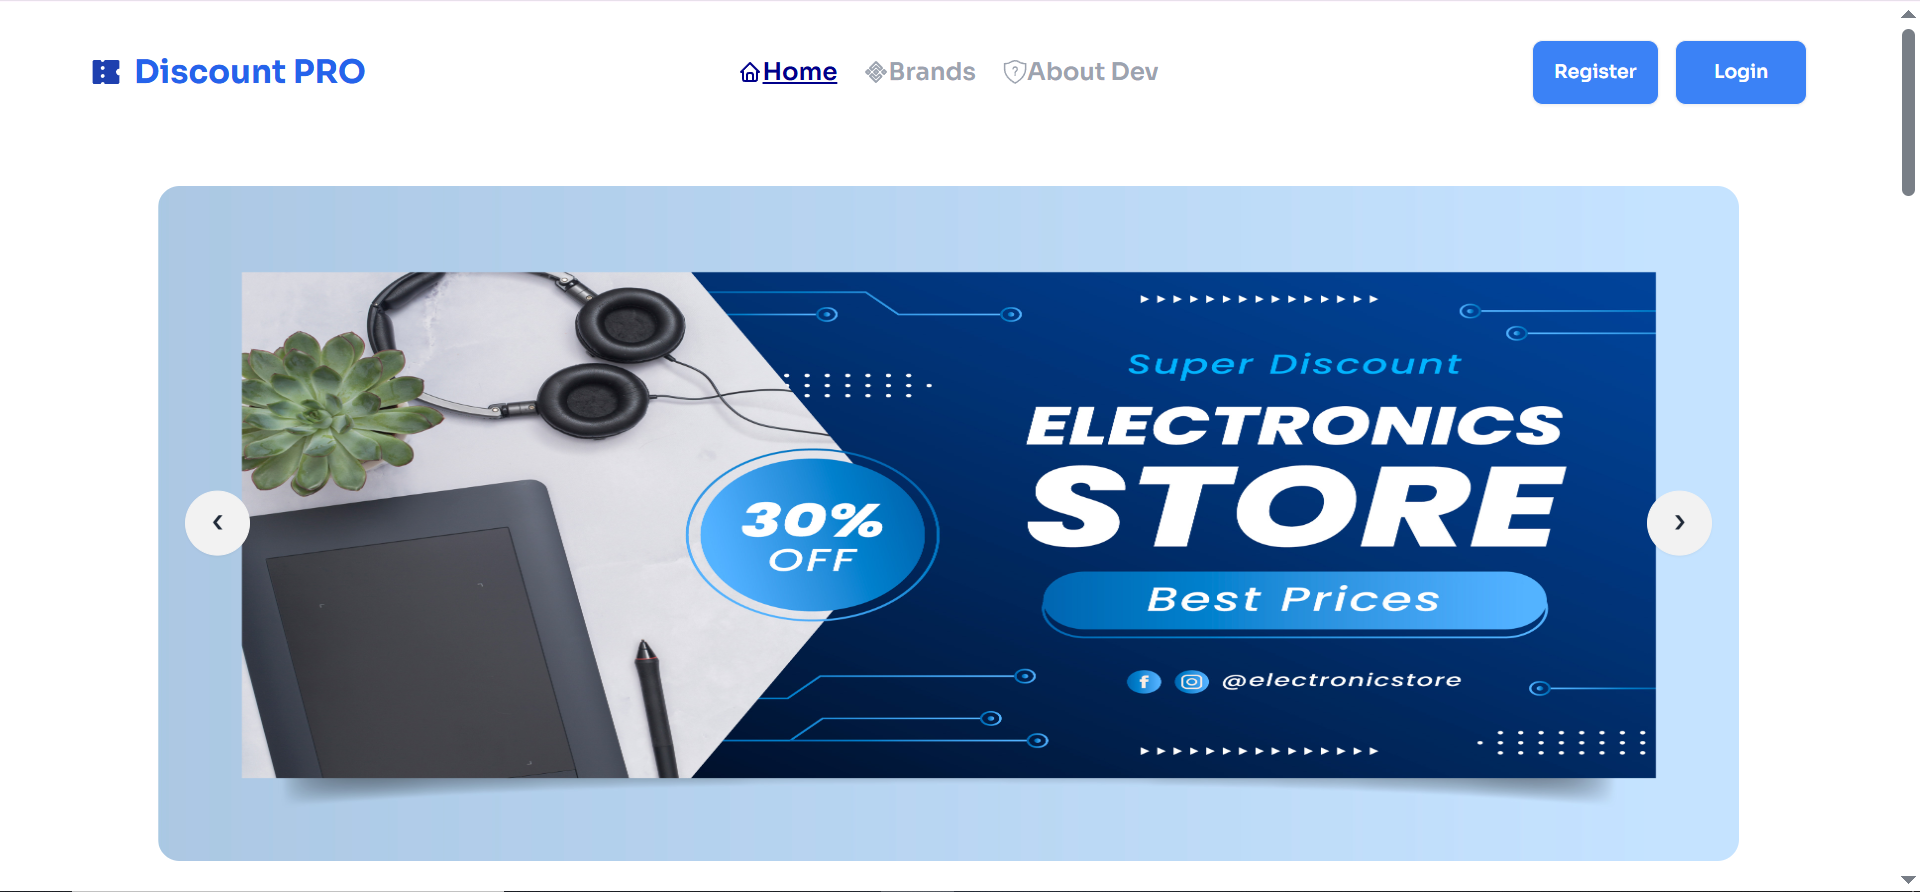 Discount PRO
Home Brands About Dev
Register Login
Super Discount
ELECTRONICS
STORE
30%
OFF
Best Prices
@electronicstore